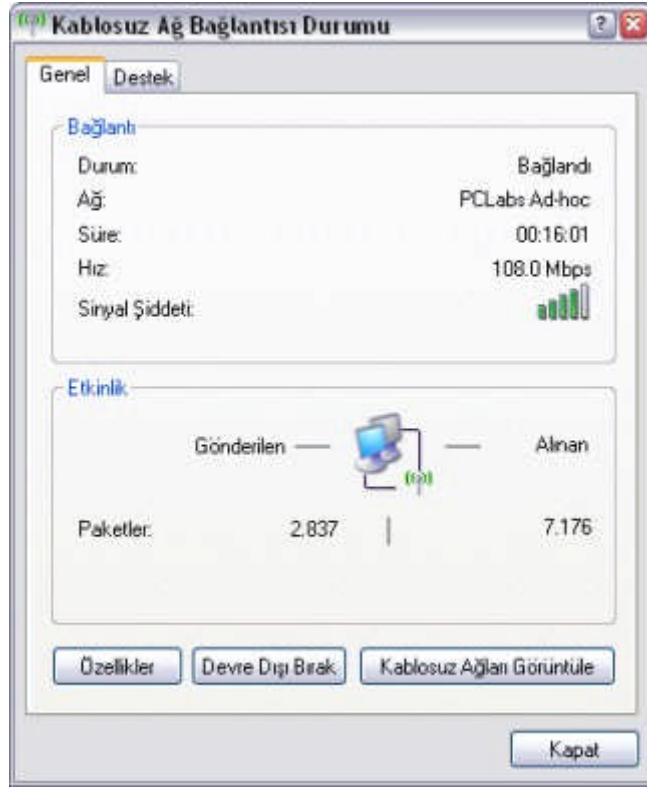 Kablosuz Ağ Bağlantısı Durumu
Genel Destek
Bağlantı
Durum: Bağlandı
Ağ: PCLabs Ad-hoc
Süre: 00:16:01
Hız: 108.0 Mbps
Sinyal Şiddeti:
Etkinlik
Gönderilen Alınan
Paketler: 2.837 7.176
Özellikler Devre Dışı Bırak Kablosuz Ağları Görüntüle
Kapat